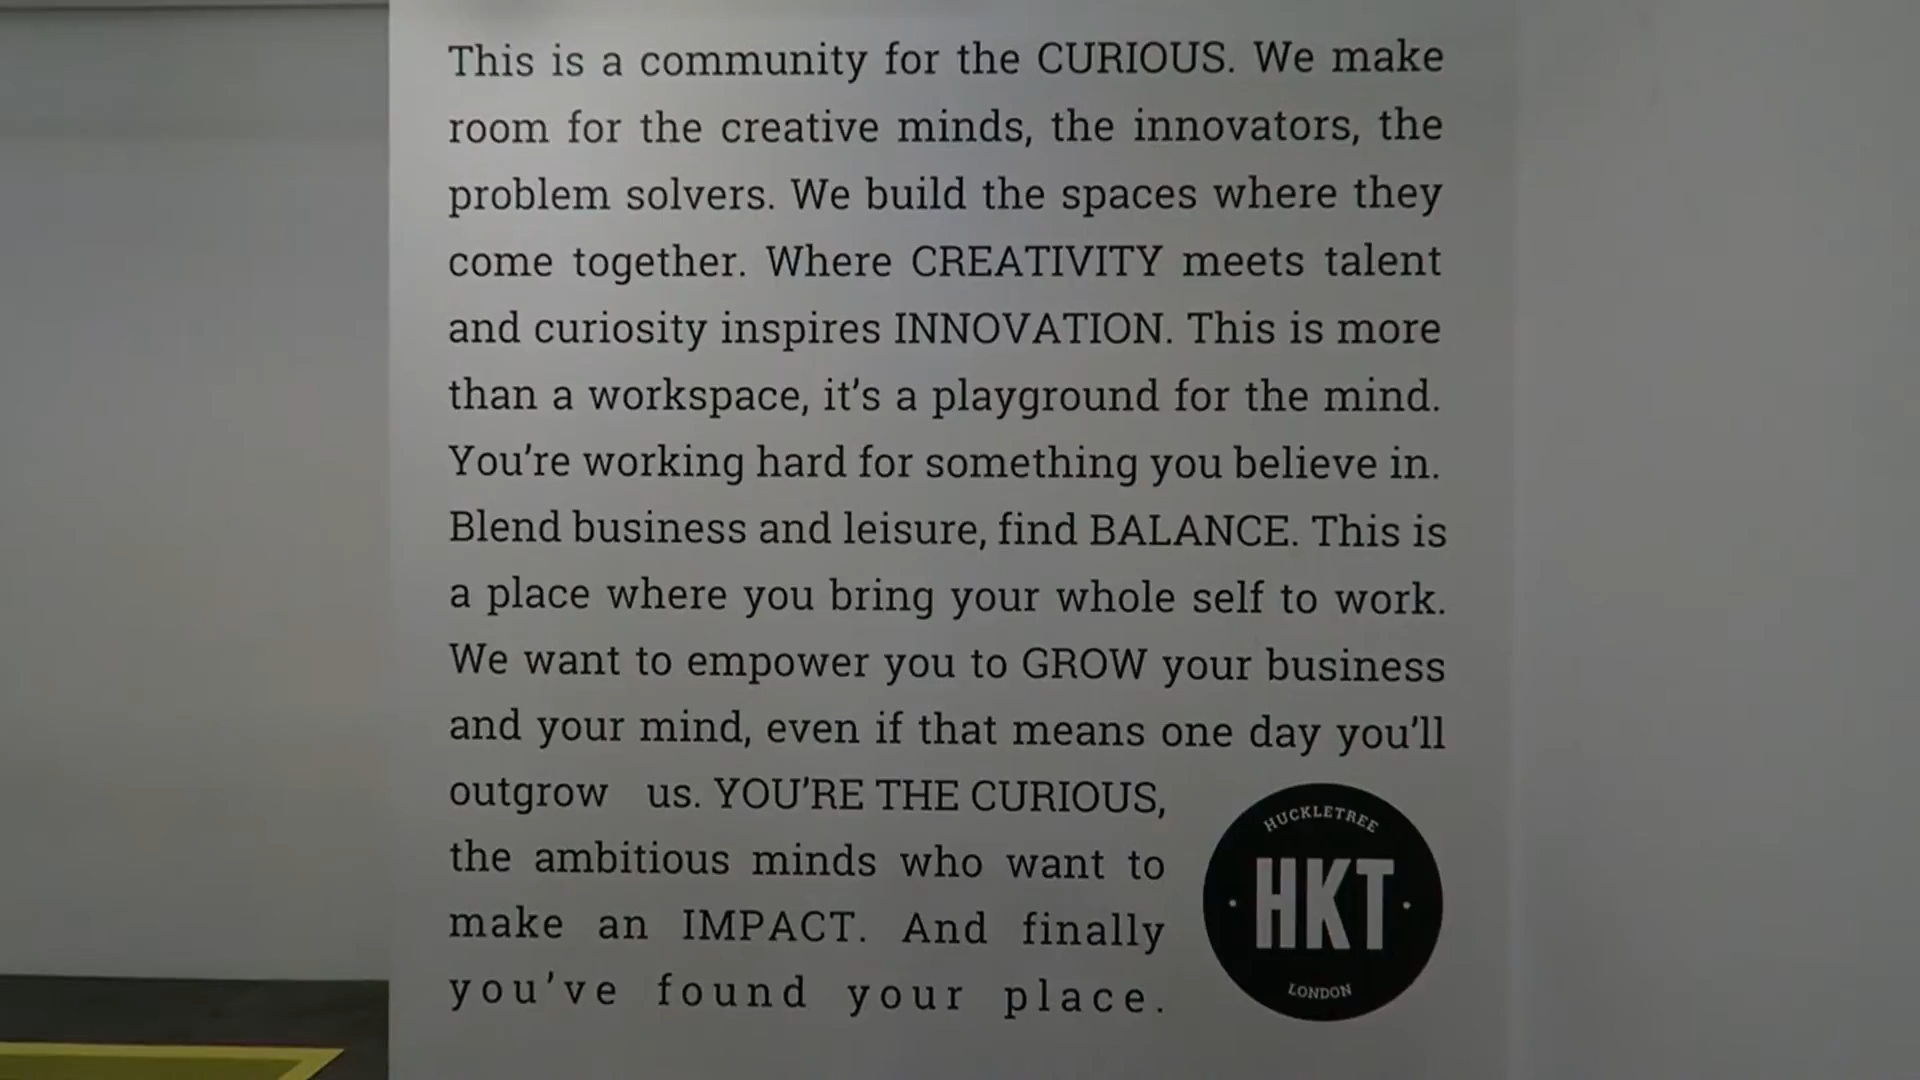 This is a community for the CURIOUS. We make
room for the creative minds, the innovators, the
problem solvers. We build the spaces where they
come together. Where CREATIVITY meets talent
and curiosity inspires INNOVATION. This is more
than a workspace, it's a playground for the mind.
You're working hard for something you believe in.
Blend business and leisure, find BALANCE. This is
a place where you bring your whole self to work.
We want to empower you to GROW your business
and your mind, even if that means one day you'll
outgrow us. YOU'RE THE CURIOUS,
the ambitious minds who want to
make an IMPACT. And finally
you've found your place.
HUCKLETREE
HKT
LONDON